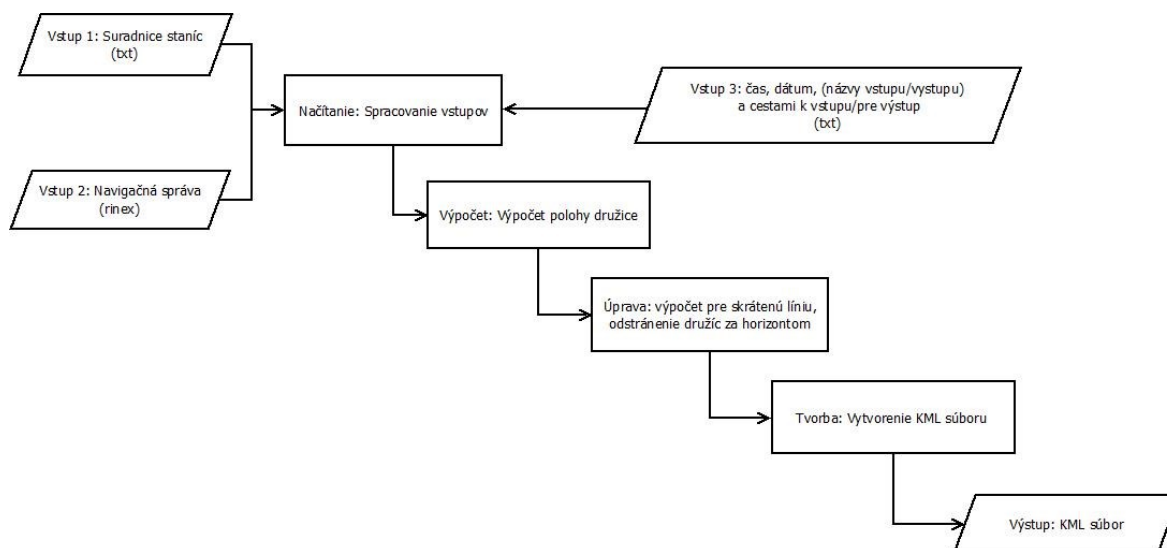 Vstup 1: Suradnice staníc
(txt)
Vstup 3: čas, dátum, (názvy vstupu/vystupu)
a cestami k vstupu/pre výstup
(txt)
Načítanie: Spracovanie vstupov
Vstup 2: Navigačná správa
(rinex)
Výpočet: Výpočet polohy družice
Úprava: výpočet pre skrátenú líniu,
odstránenie družíc za horizontom
Tvorba: Vytvorenie KML súboru
Výstup: KML súbor